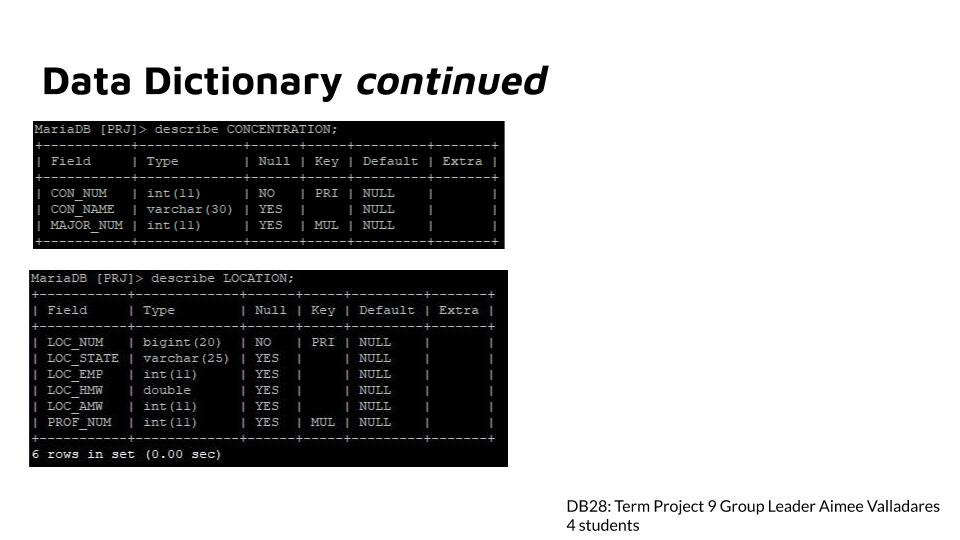 Data Dictionary continued
MariaDB [PRJ]> describe CONCENTRATION;
+-----------+-------------+------+-----+---------+-------+
| Field     | Type        | Null | Key | Default | Extra |
+-----------+-------------+------+-----+---------+-------+
| CON_NUM   | int(11)     | NO   | PRI | NULL    |       |
| CON_NAME  | varchar(30) | YES  |     | NULL    |       |
| MAJOR_NUM | int(11)     | YES  | MUL | NULL    |       |
+-----------+-------------+------+-----+---------+-------+
MariaDB [PRJ]> describe LOCATION;
+-----------+-------------+------+-----+---------+-------+
| Field     | Type        | Null | Key | Default | Extra |
+-----------+-------------+------+-----+---------+-------+
| LOC_NUM   | bigint(20)  | NO   | PRI | NULL    |       |
| LOC_STATE | varchar(25) | YES  |     | NULL    |       |
| LOC_EMP   | int(11)     | YES  |     | NULL    |       |
| LOC_HMW   | double      | YES  |     | NULL    |       |
| LOC_AMW   | int(11)     | YES  |     | NULL    |       |
| PROF_NUM  | int(11)     | YES  | MUL | NULL    |       |
+-----------+-------------+------+-----+---------+-------+
6 rows in set (0.00 sec)
DB28: Term Project 9 Group Leader Aimee Valladares
4 students